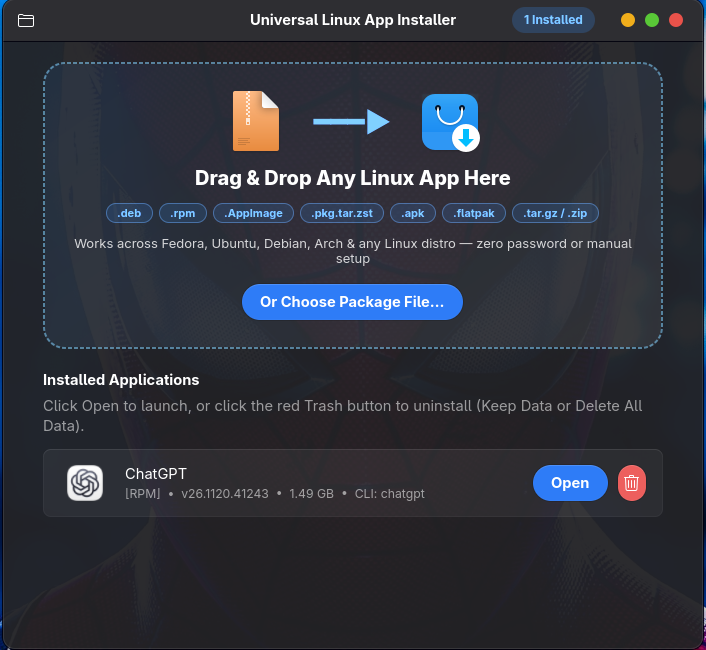 Universal Linux App Installer
1 Installed
Drag & Drop Any Linux App Here
.deb
.rpm
.AppImage
.pkg.tar.zst
.apk
.flatpak
.tar.gz / .zip
Works across Fedora, Ubuntu, Debian, Arch & any Linux distro — zero password or manual
setup
Or Choose Package File...
Installed Applications
Click Open to launch, or click the red Trash button to uninstall (Keep Data or Delete All
Data).
ChatGPT
[RPM] • v26.1120.41243 • 1.49 GB • CLI: chatgpt
Open